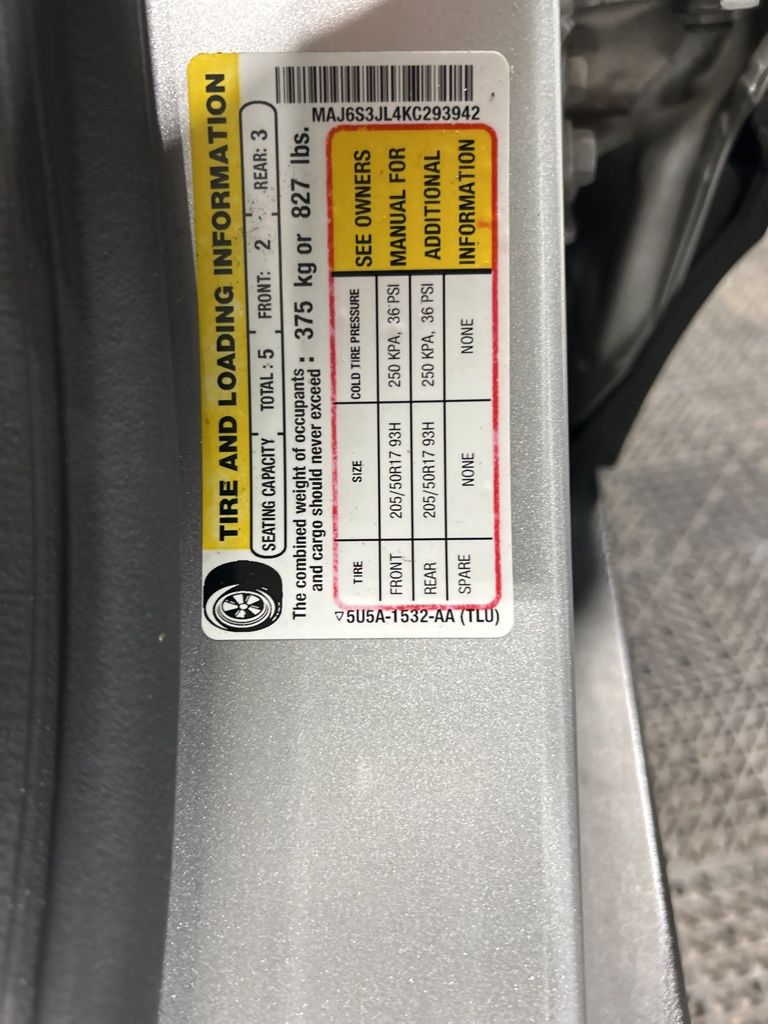 MAJ6S3JL4KC293942
TIRE AND LOADING INFORMATION
SEATING CAPACITY TOTAL : 5 FRONT: 2 REAR: 3
The combined weight of occupants
and cargo should never exceed : 375 kg or 827 lbs.
TIRE SIZE COLD TIRE PRESSURE
FRONT 205/50R17 93H 250 KPA, 36 PSI
REAR 205/50R17 93H 250 KPA, 36 PSI
SPARE NONE NONE
SEE OWNERS
MANUAL FOR
ADDITIONAL
INFORMATION
5U5A-1532-AA (TLU)